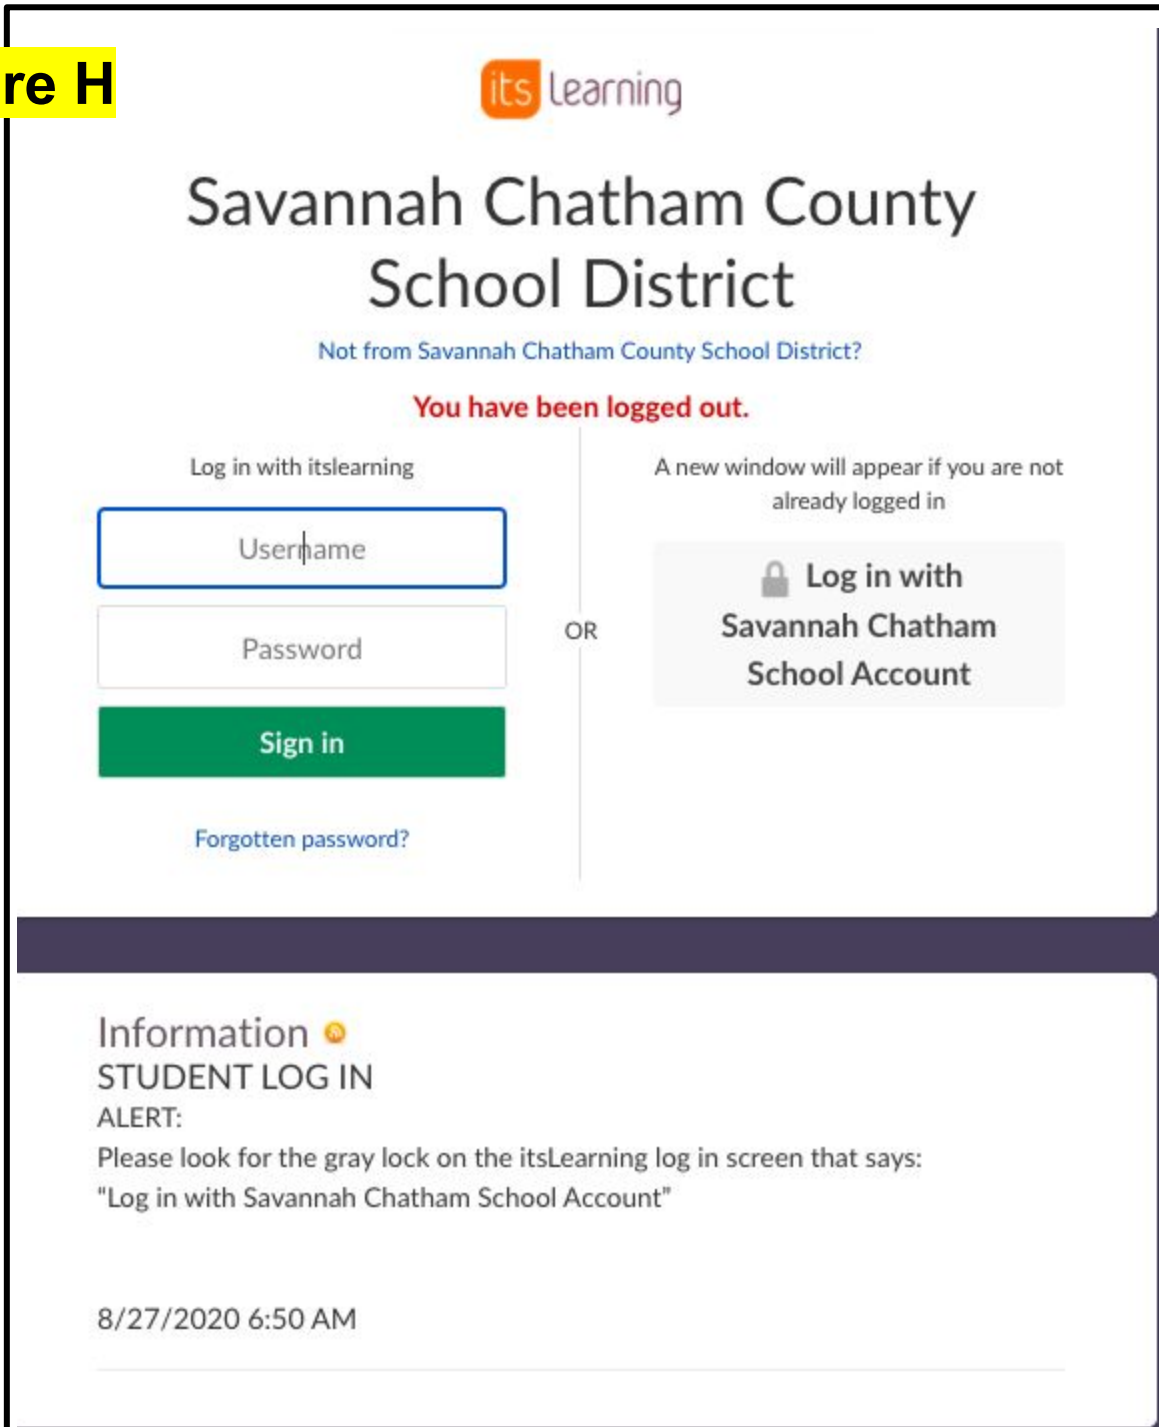 re H
its learning
Savannah Chatham County
School District
Not from Savannah Chatham County School District?
You have been logged out.
Log in with itslearning
Username
Password
Sign in
Forgotten password?
OR
A new window will appear if you are not
already logged in
Log in with
Savannah Chatham
School Account
Information
STUDENT LOG IN
ALERT:
Please look for the gray lock on the itsLearning log in screen that says:
“Log in with Savannah Chatham School Account”
8/27/2020 6:50 AM